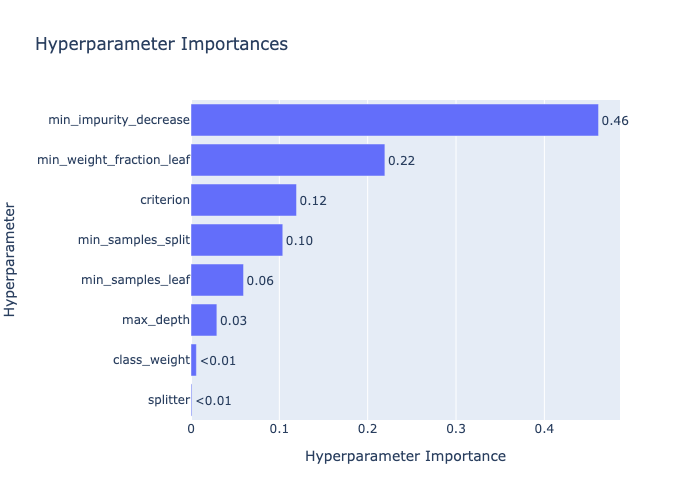 Hyperparameter Importances
min_impurity_decrease 0.46
min_weight_fraction_leaf 0.22
criterion 0.12
min_samples_split 0.10
min_samples_leaf 0.06
max_depth 0.03
class_weight <0.01
splitter <0.01
0 0.1 0.2 0.3 0.4
Hyperparameter Importance
Hyperparameter